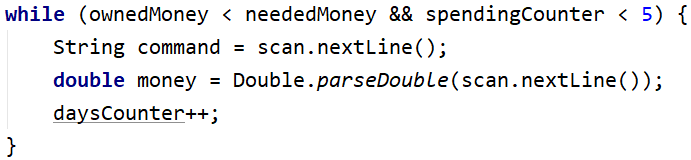 while (ownedMoney < neededMoney && spendingCounter < 5) {
    String command = scan.nextLine();
    double money = Double.parseDouble(scan.nextLine());
    daysCounter++;
}